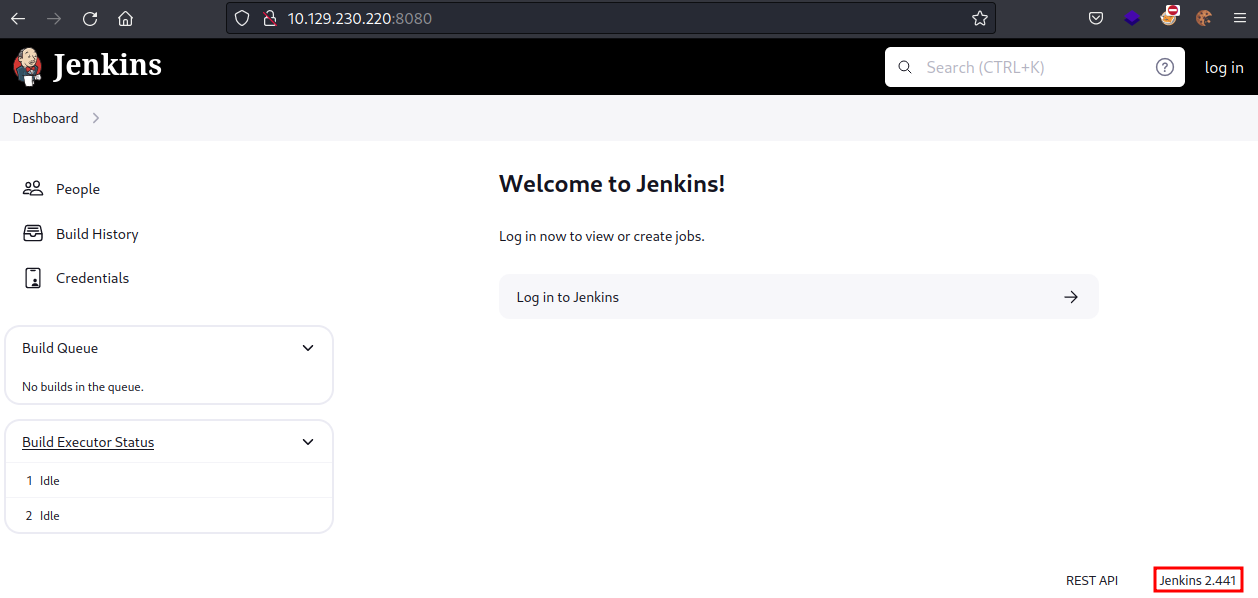 10.129.230.220:8080
Jenkins
Search (CTRL+K)
?
log in
Dashboard
People
Build History
Credentials
Welcome to Jenkins!
Log in now to view or create jobs.
Log in to Jenkins
Build Queue
No builds in the queue.
Build Executor Status
1 Idle
2 Idle
REST API
Jenkins 2.441